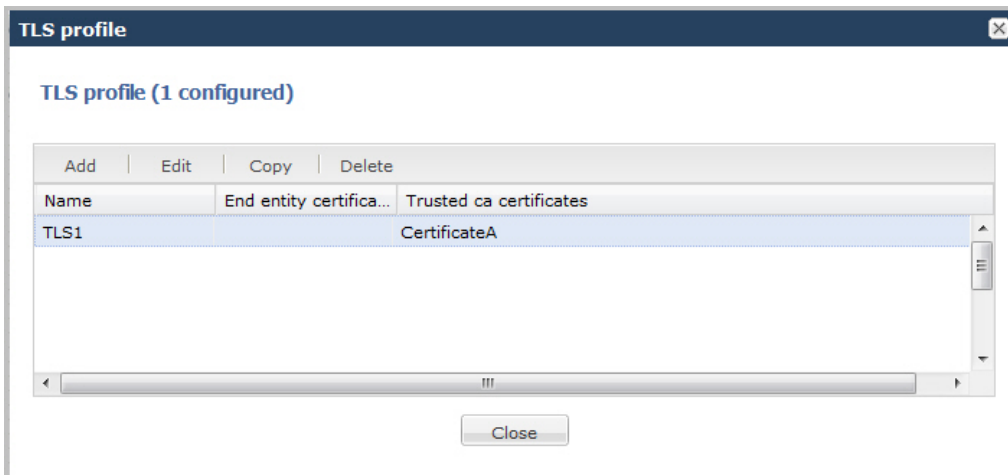 TLS profile
TLS profile (1 configured)
Add Edit Copy Delete
Name End entity certifica... Trusted ca certificates
TLS1 CertificateA
Close